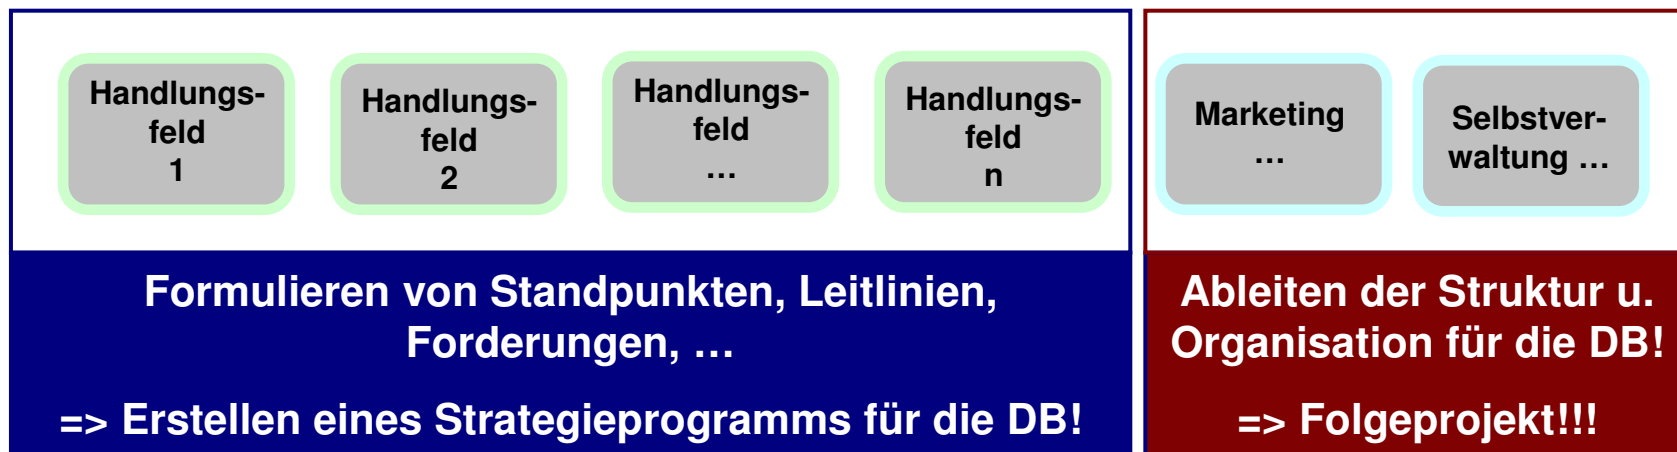 Handlungs-
feld
1
Handlungs-
feld
2
Handlungs-
feld
...
Handlungs-
feld
n
Marketing
...
Selbstver-
waltung ...
Formulieren von Standpunkten, Leitlinien,
Forderungen, ...
=> Erstellen eines Strategieprogramms für die DB!
Ableiten der Struktur u.
Organisation für die DB!
=> Folgeprojekt!!!